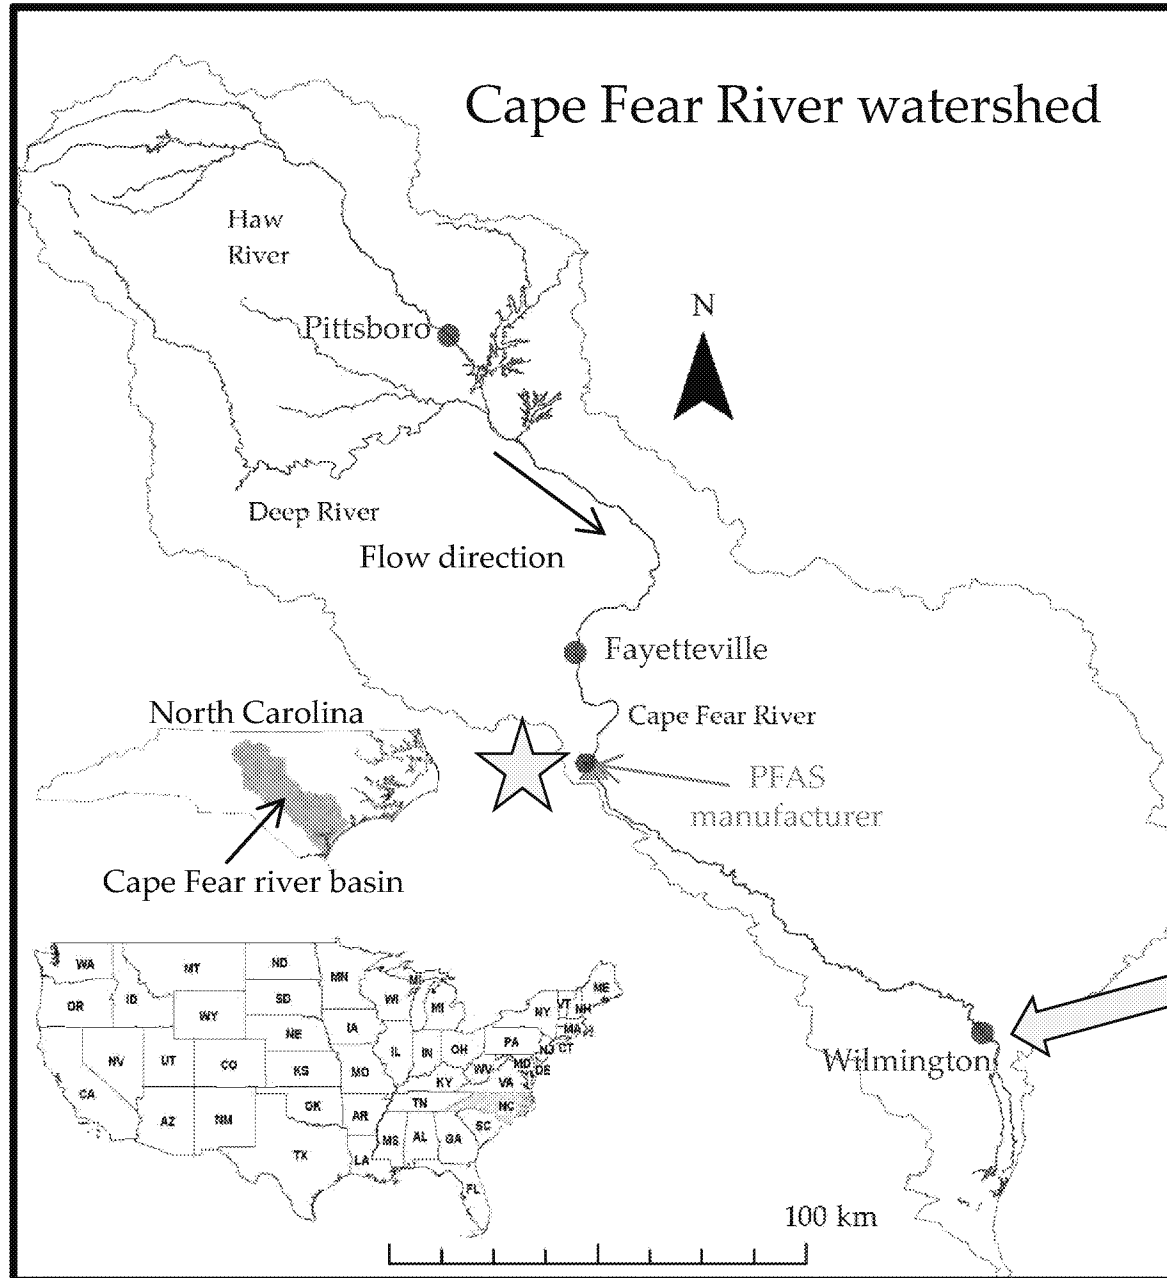 Cape Fear River watershed
Haw
River
Pittsboro
N
Deep River
Flow direction
Fayetteville
North Carolina
Cape Fear River
PFAS
manufacturer
Cape Fear river basin
WA
MT
ND
MN
MI
ME
OR
ID
SD
WI
MI
NY
VT
NH
WY
IA
MA
RI
NE
PA
CT
NV
UT
CO
IL
IN
OH
NJ
MD
DE
KS
MO
WV
VA
CA
KY
AZ
NM
OK
AR
TN
NC
SC
MS
AL
GA
TX
LA
FL
Wilmington
100 km